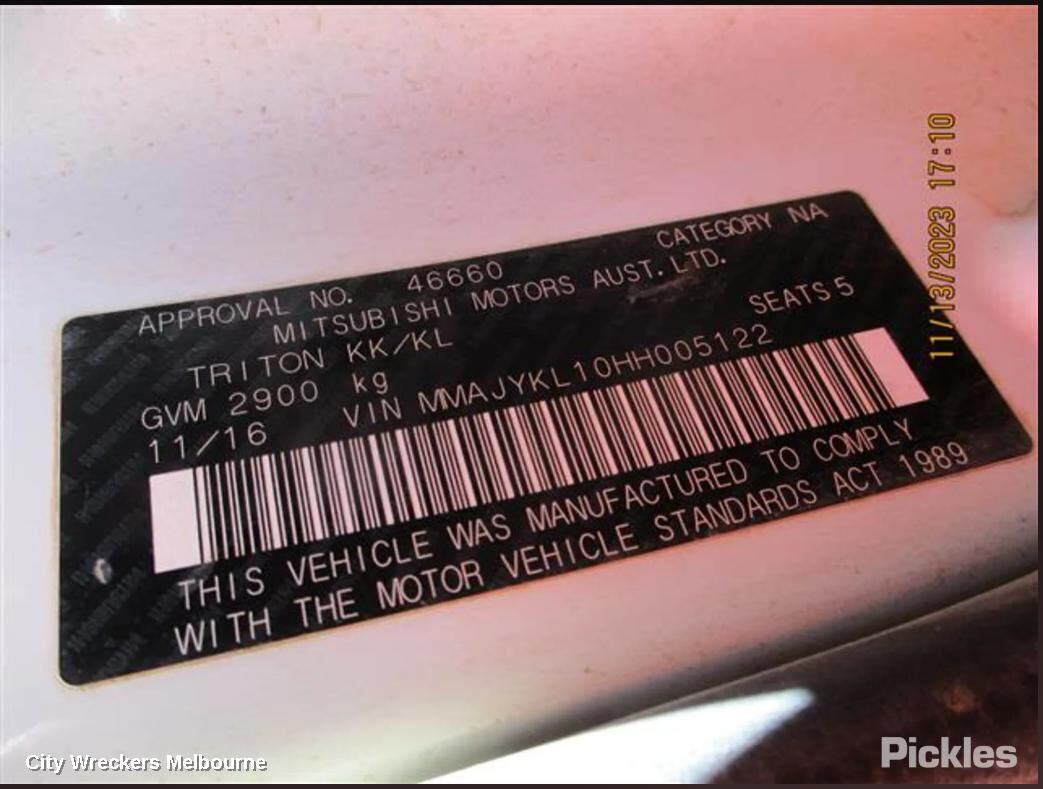 APPROVAL NO. 46660 CATEGORY NA
MITSUBISHI MOTORS AUST. LTD.
TRITON KK/KL SEATS 5
GVM 2900 kg
11/16 VIN MMAJYKL10HH005122
THIS VEHICLE WAS MANUFACTURED TO COMPLY
WITH THE MOTOR VEHICLE STANDARDS ACT 1989
11/13/2023 17:10
City Wreckers Melbourne
Pickles